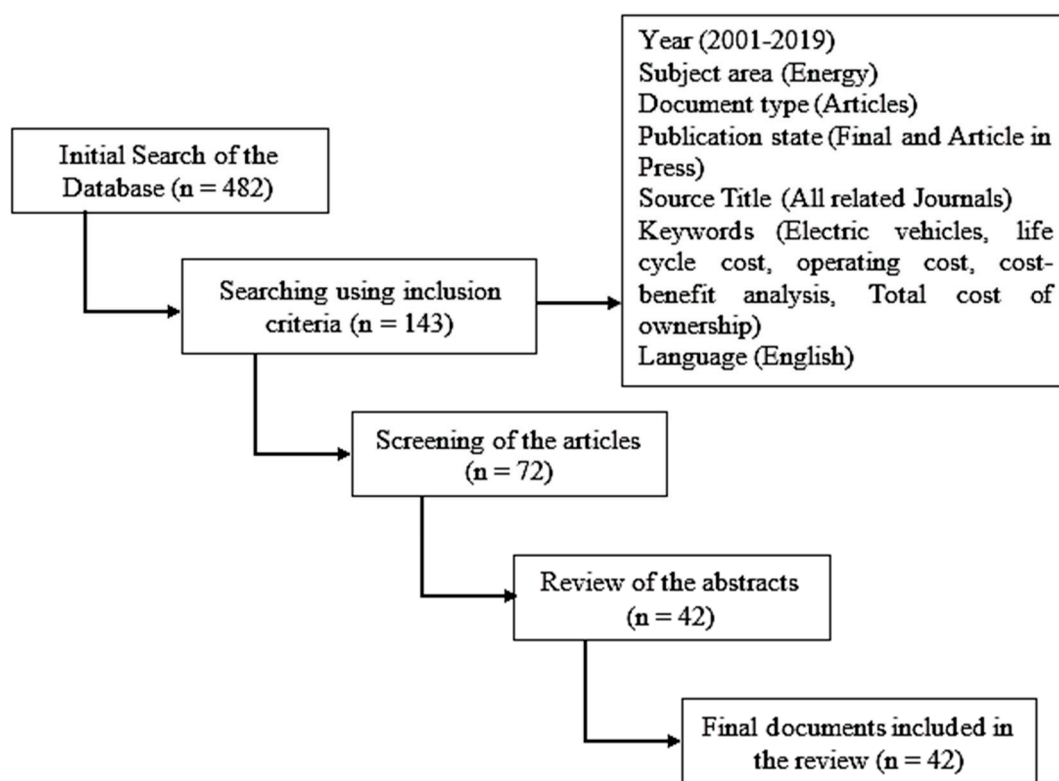 Initial Search of the
Database (n = 482)
Year (2001-2019)
Subject area (Energy)
Document type (Articles)
Publication state (Final and Article in
Press)
Source Title (All related Journals)
Keywords (Electric vehicles, life
cycle cost, operating cost, cost-
benefit analysis, Total cost of
ownership)
Language (English)
Searching using inclusion
criteria (n = 143)
Screening of the articles
(n = 72)
Review of the abstracts
(n = 42)
Final documents included in
the review (n = 42)